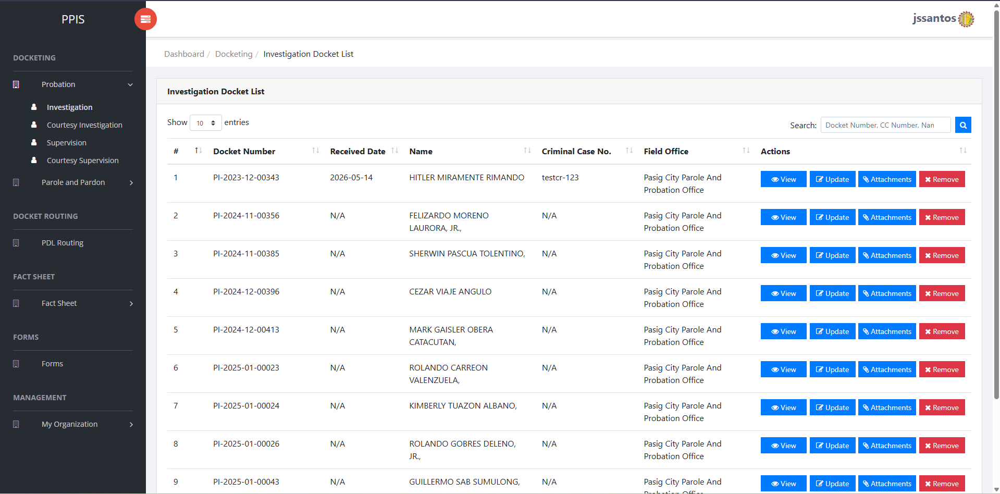 PPIS
jssantos
DOCKETING
Probation
Investigation
Courtesy Investigation
Supervision
Courtesy Supervision
Parole and Pardon
DOCKET ROUTING
PDL Routing
FACT SHEET
Fact Sheet
FORMS
Forms
MANAGEMENT
My Organization
Dashboard / Docketing / Investigation Docket List
Investigation Docket List
Show 10 entries
Search: Docket Number, CC Number, Nan
# Docket Number Received Date Name Criminal Case No. Field Office Actions
1 PI-2023-12-00343 2026-05-14 HITLER MIRAMENTE RIMANDO testcr-123 Pasig City Parole And View Update Attachments Remove
Probation Office
2 PI-2024-11-00356 N/A FELIZARDO MORENO N/A Pasig City Parole And View Update Attachments Remove
LAURORA, JR., Probation Office
3 PI-2024-11-00385 N/A SHERWIN PASCUA TOLENTINO, N/A Pasig City Parole And View Update Attachments Remove
Probation Office
4 PI-2024-12-00396 N/A CEZAR VIAJE ANGULO N/A Pasig City Parole And View Update Attachments Remove
Probation Office
5 PI-2024-12-00413 N/A MARK GAISLER OBERA N/A Pasig City Parole And View Update Attachments Remove
CATACUTAN, Probation Office
6 PI-2025-01-00023 N/A ROLANDO CARREON N/A Pasig City Parole And View Update Attachments Remove
VALENZUELA, Probation Office
7 PI-2025-01-00024 N/A KIMBERLY TUAZON ALBANO, N/A Pasig City Parole And View Update Attachments Remove
Probation Office
8 PI-2025-01-00026 N/A ROLANDO GOBRES DELENO, N/A Pasig City Parole And View Update Attachments Remove
JR., Probation Office
9 PI-2025-01-00043 N/A GUILLERMO SAB SUMULONG, N/A Pasig City Parole And View Update Attachments Remove
Probation Office